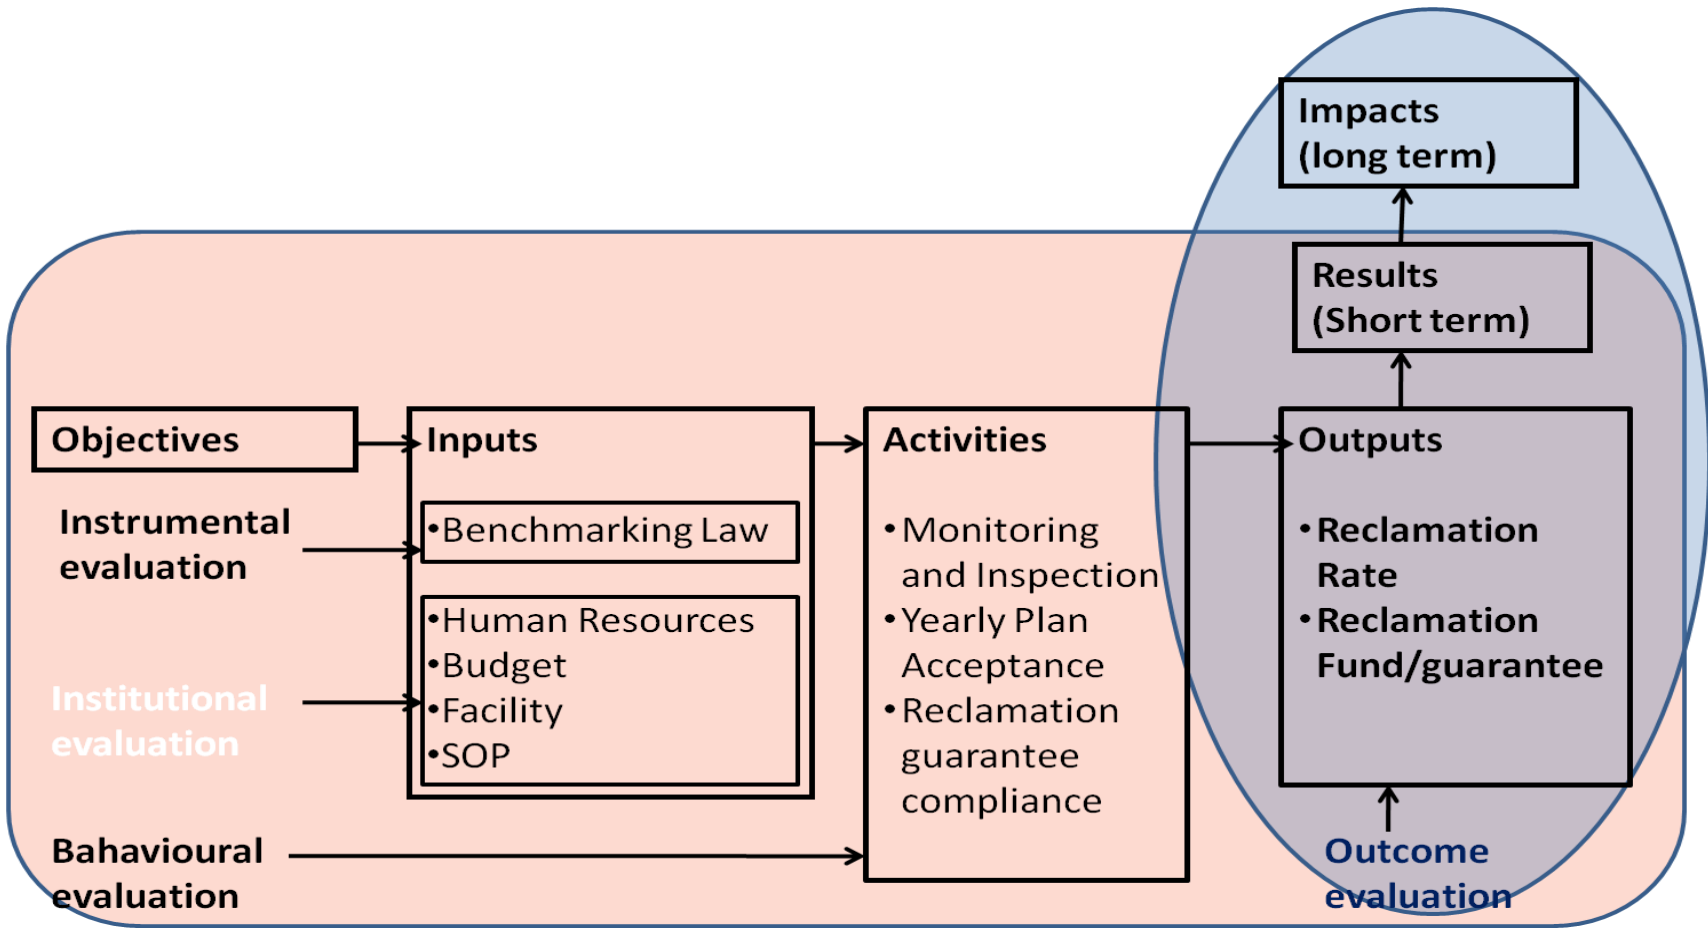 Impacts
(long term)
Results
(Short term)
Objectives
Inputs
Activities
Outputs
Instrumental
evaluation
•Benchmarking Law
Institutional
evaluation
•Human Resources
•Budget
•Facility
•SOP
•Monitoring
and Inspection
•Yearly Plan
Acceptance
•Reclamation
guarantee
compliance
•Reclamation
Rate
•Reclamation
Fund/guarantee
Bahavioural
evaluation
Outcome
evaluation